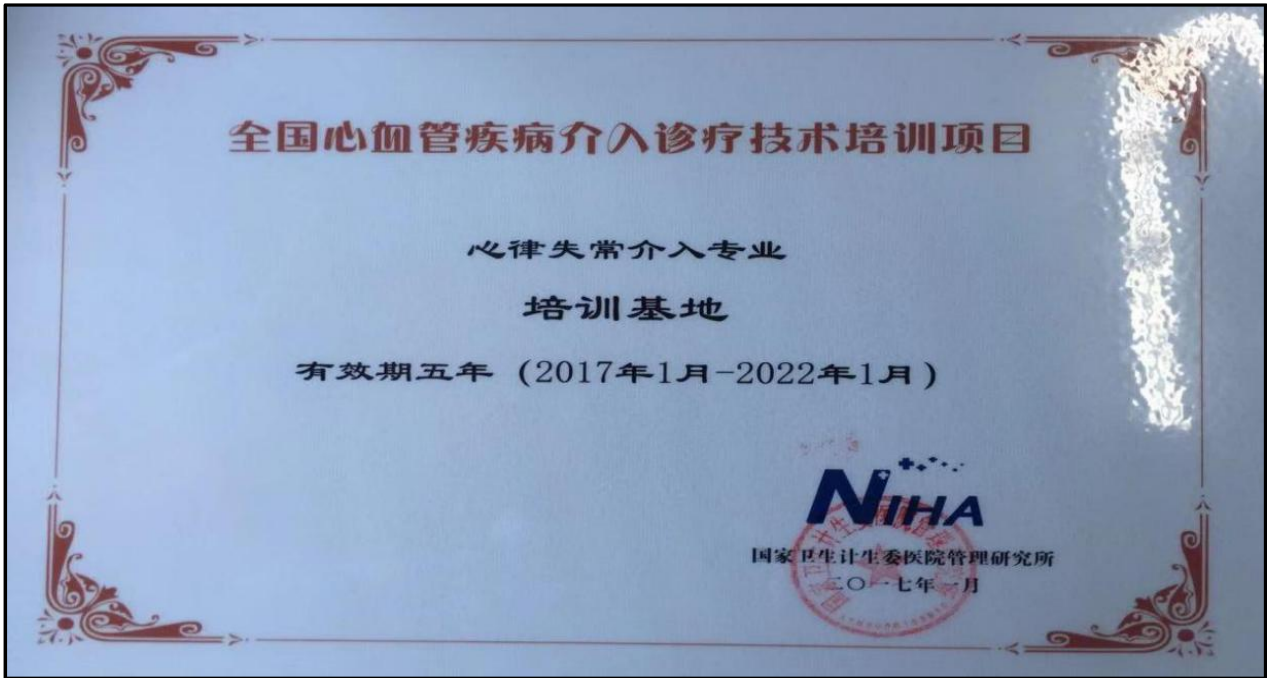 全国心血管疾病介入诊疗技术培训项目
心律失常介入专业
培训基地
有效期五年（2017年1月-2022年1月）
NIHA
国家卫生计生委医院管理研究所
二〇一七年一月